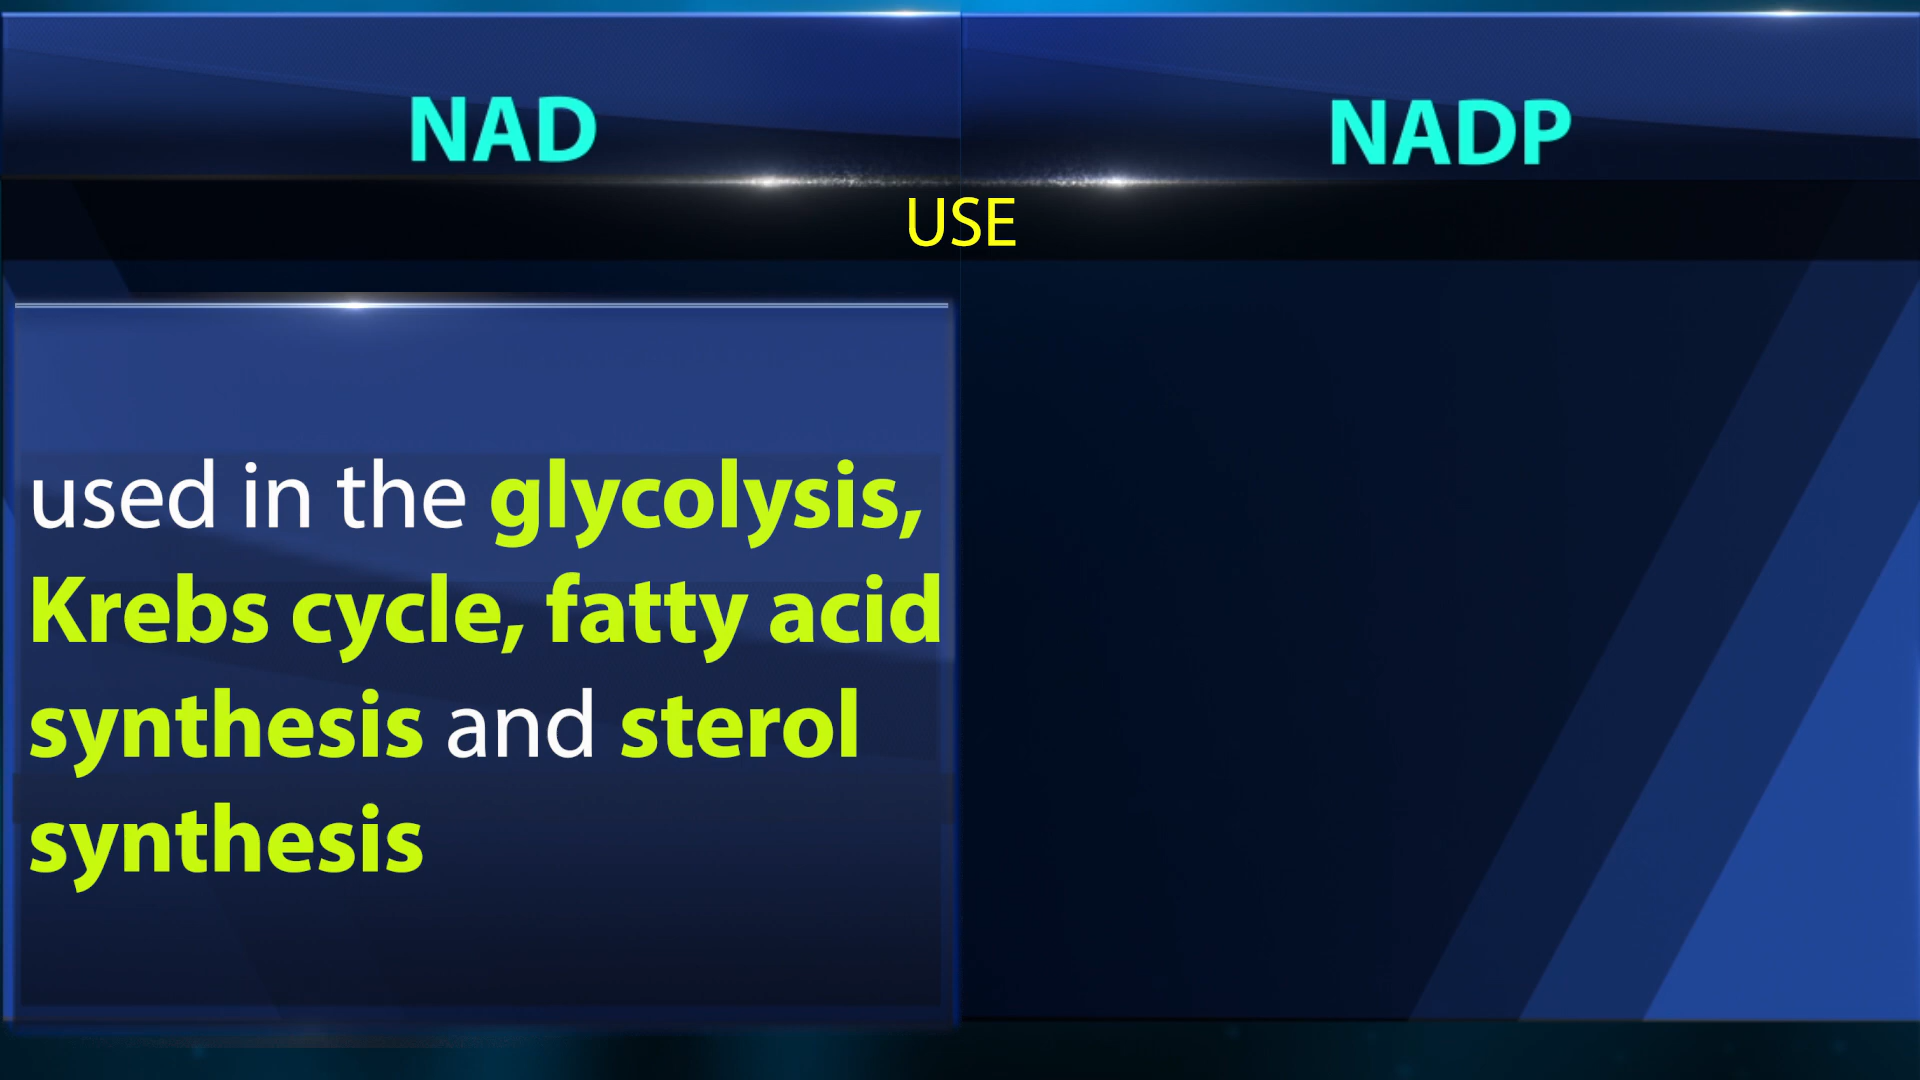 NAD
NADP
USE
used in the glycolysis,
Krebs cycle, fatty acid
synthesis and sterol
synthesis